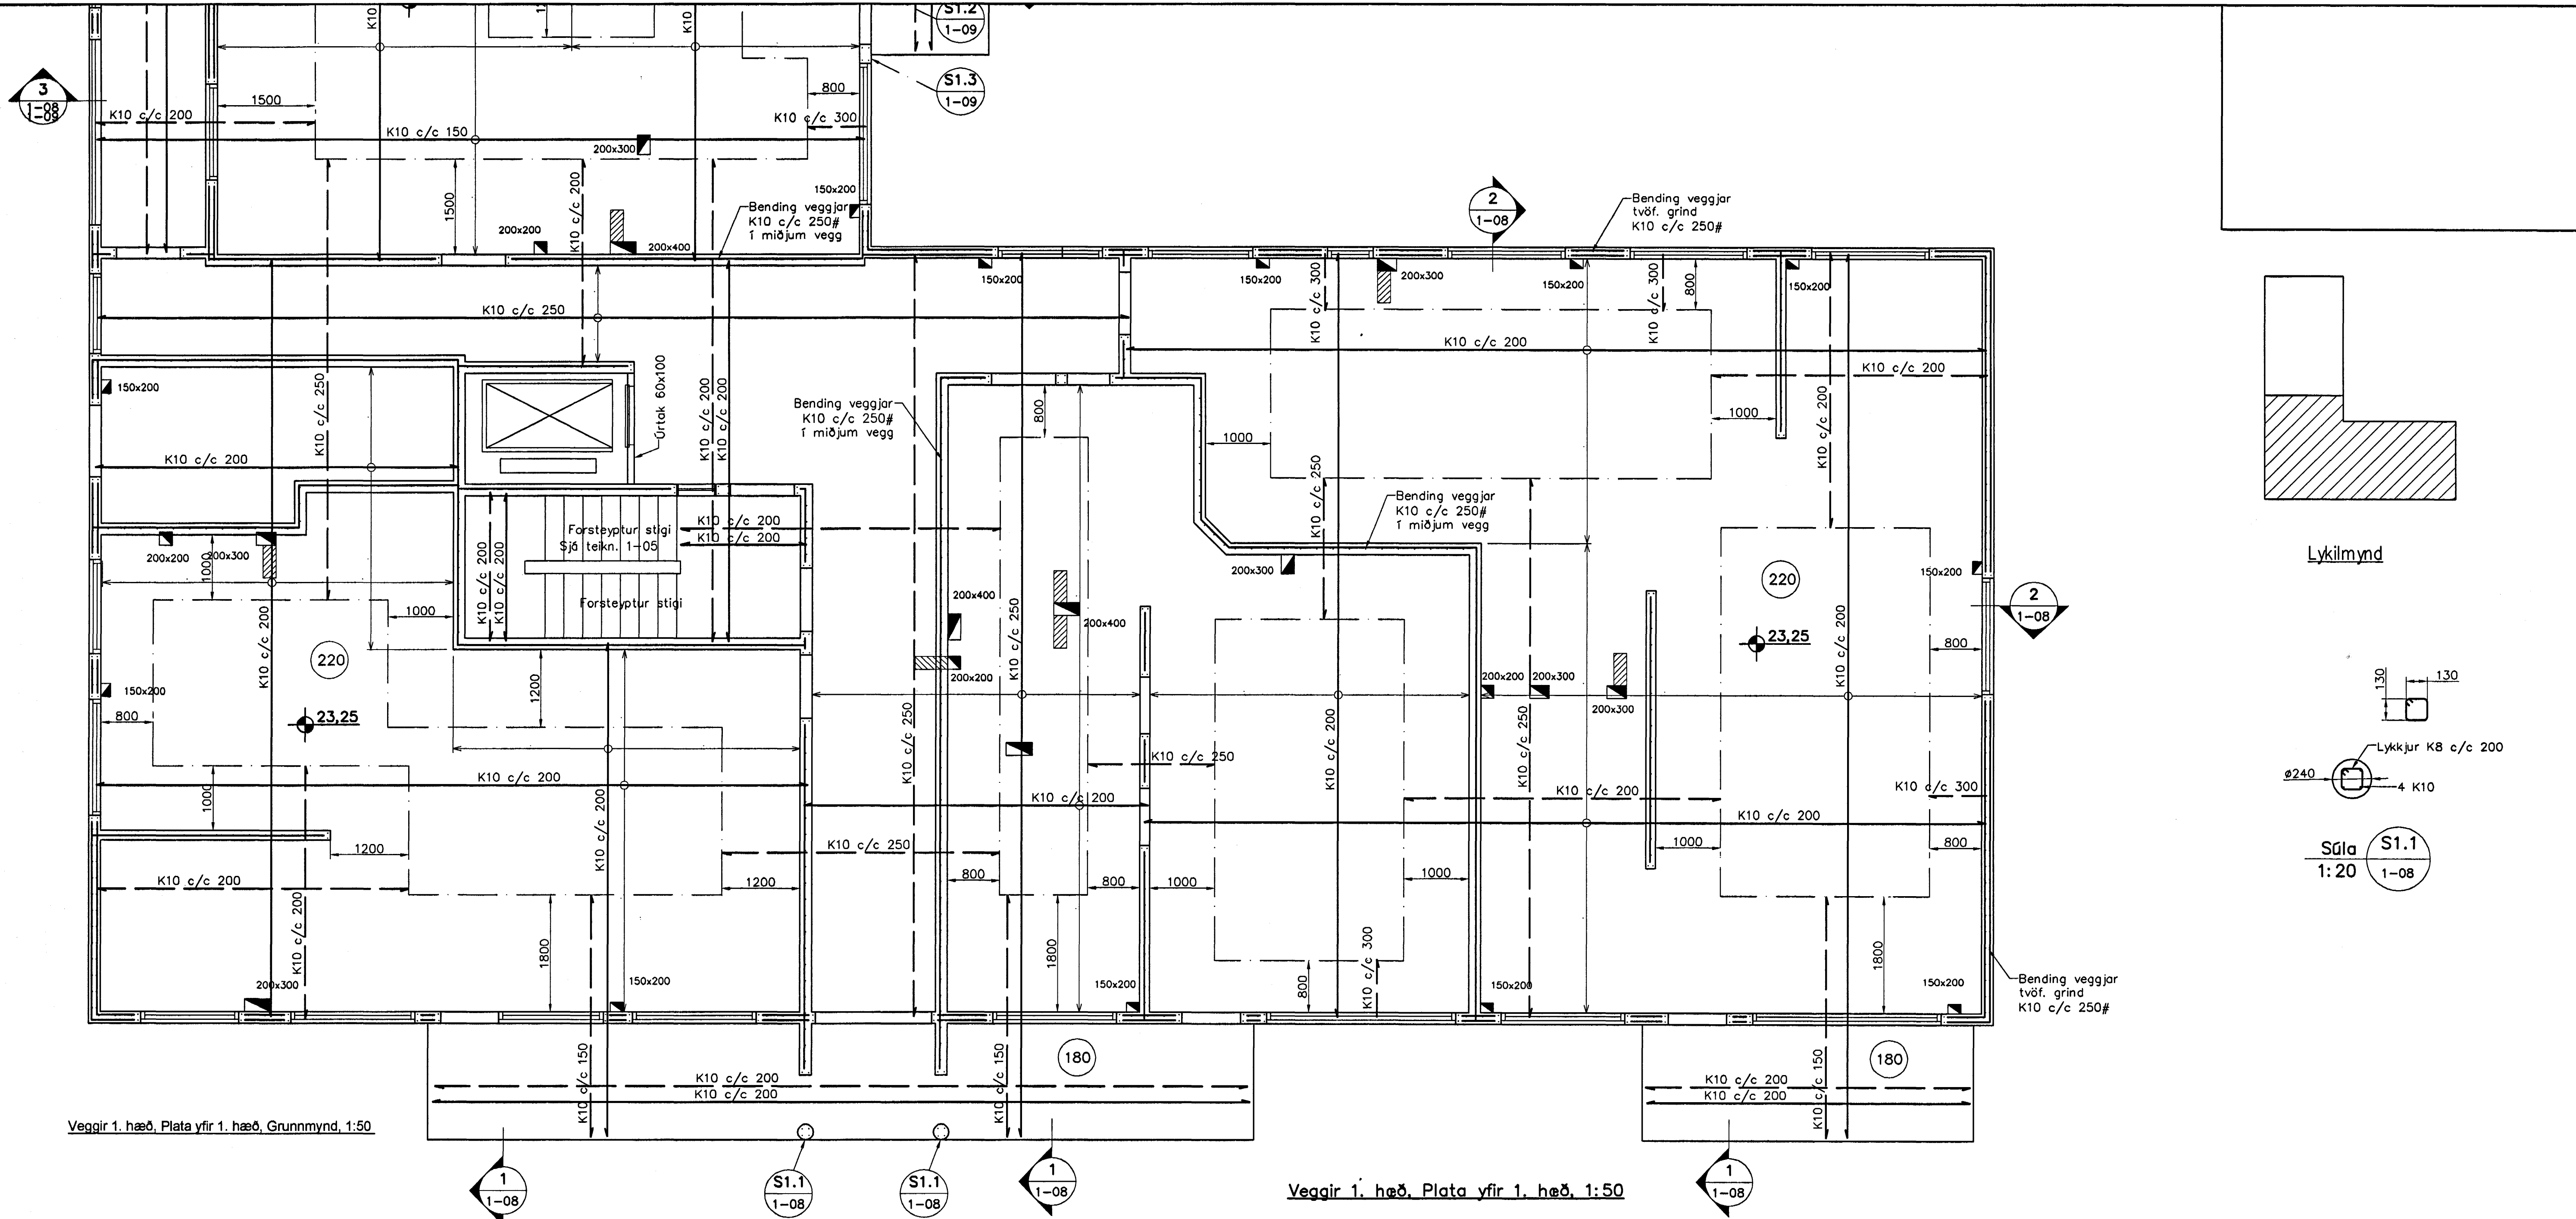 K10
1
K10
S1.2
1-09
3
1-08
1-09
S1.3
1-09
1500
800
K10 c/c 200
K10 c/c 300
K10 c/c 150
200x300
1500
K10 c/c 200
150x200
Bending veggjar
K10 c/c 250#
í miðjum vegg
200x200
200x400
2
1-08
Bending veggjar
tvöf. grind
K10 c/c 250#
150x200
150x200
K10 c/c 300
200x300
150x200
K10 c/c 300
800
150x200
K10 c/c 250
K10 c/c 200
K10 c/c 200
150x200
K10 c/c 250
K10 c/c 200
K10 c/c 200
Úrtak 60x100
Bending veggjar
K10 c/c 250#
í miðjum vegg
800
1000
1000
K10 c/c 200
K10 c/c 200
K10 c/c 250
Bending veggjar
K10 c/c 250#
í miðjum vegg
Forsteyptur stigi
Sjá teikn. 1-05
K10 c/c 200
K10 c/c 200
K10 c/c 200
K10 c/c 200
Forsteyptur stigi
200x200
200x300
1000
1000
K10 c/c 200
220
23,25
150x200
800
1200
200x300
200x400
200x400
200x200
K10 c/c 250
K10 c/c 250
K10 c/c 200
200x200
200x300
200x300
K10 c/c 250
220
23,25
150x200
2
1-08
K10 c/c 200
800
K10 c/c 200
1000
K10 c/c 200
K10 c/c 250
K10 c/c 200
K10 c/c 200
K10 c/c 300
K10 c/c 200
1200
K10 c/c 250
1000
800
K10 c/c 200
1200
800
800
1000
1000
K10 c/c 200
1800
1800
800
K10 c/c 300
1800
200x300
150x200
150x200
150x200
150x200
Bending veggjar
tvöf. grind
K10 c/c 250#
K10 c/c 150
K10 c/c 150
180
K10 c/c 200
K10 c/c 200
K10 c/c 150
180
K10 c/c 200
K10 c/c 200
Veggir 1. hæð, Plata yfir 1. hæð, Grunnmynd, 1:50
1
1-08
S1.1
1-08
S1.1
1-08
1
1-08
Veggir 1. hæð, Plata yfir 1. hæð, 1:50
1
1-08
Lykilmynd
130
130
Lykkjur K8 c/c 200
ø240
4 K10
Súla
1:20
S1.1
1-08